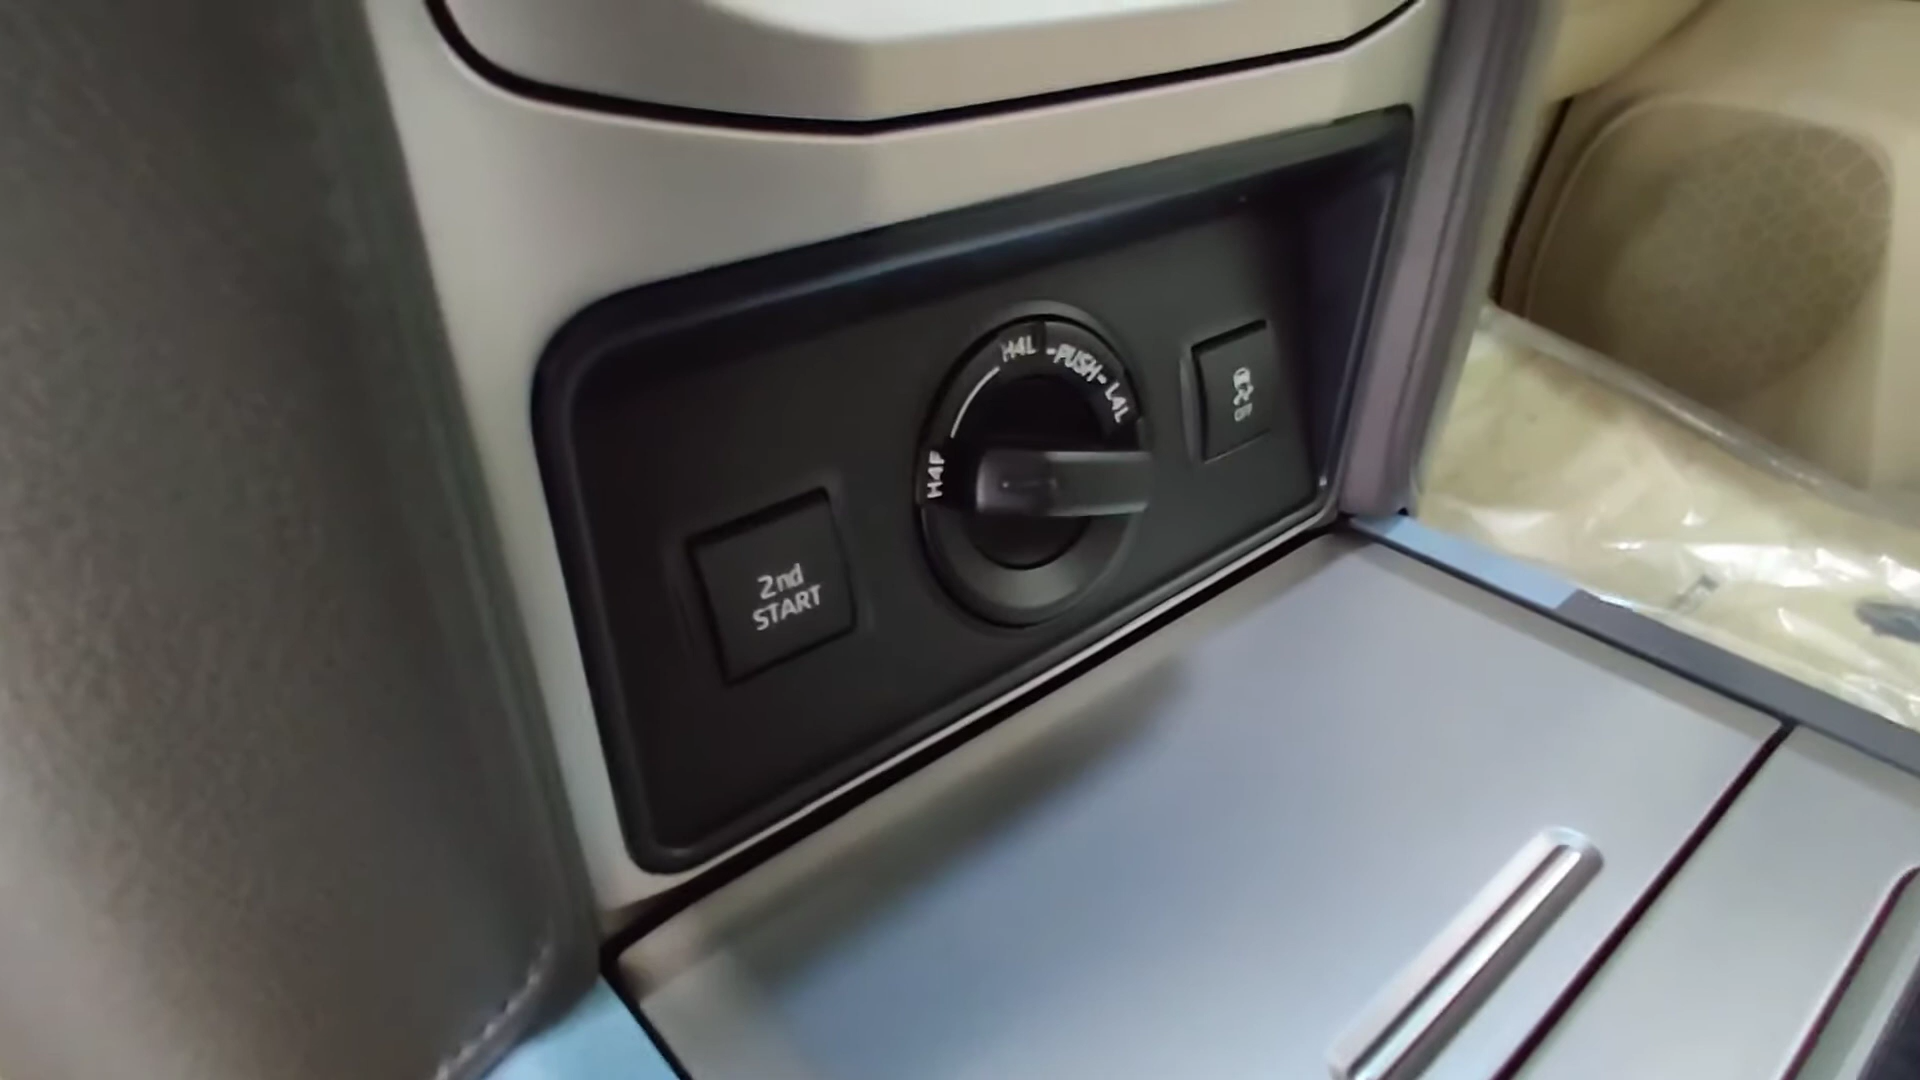 2nd
START
H4F
H4L
-PUSH-
L4L
OFF